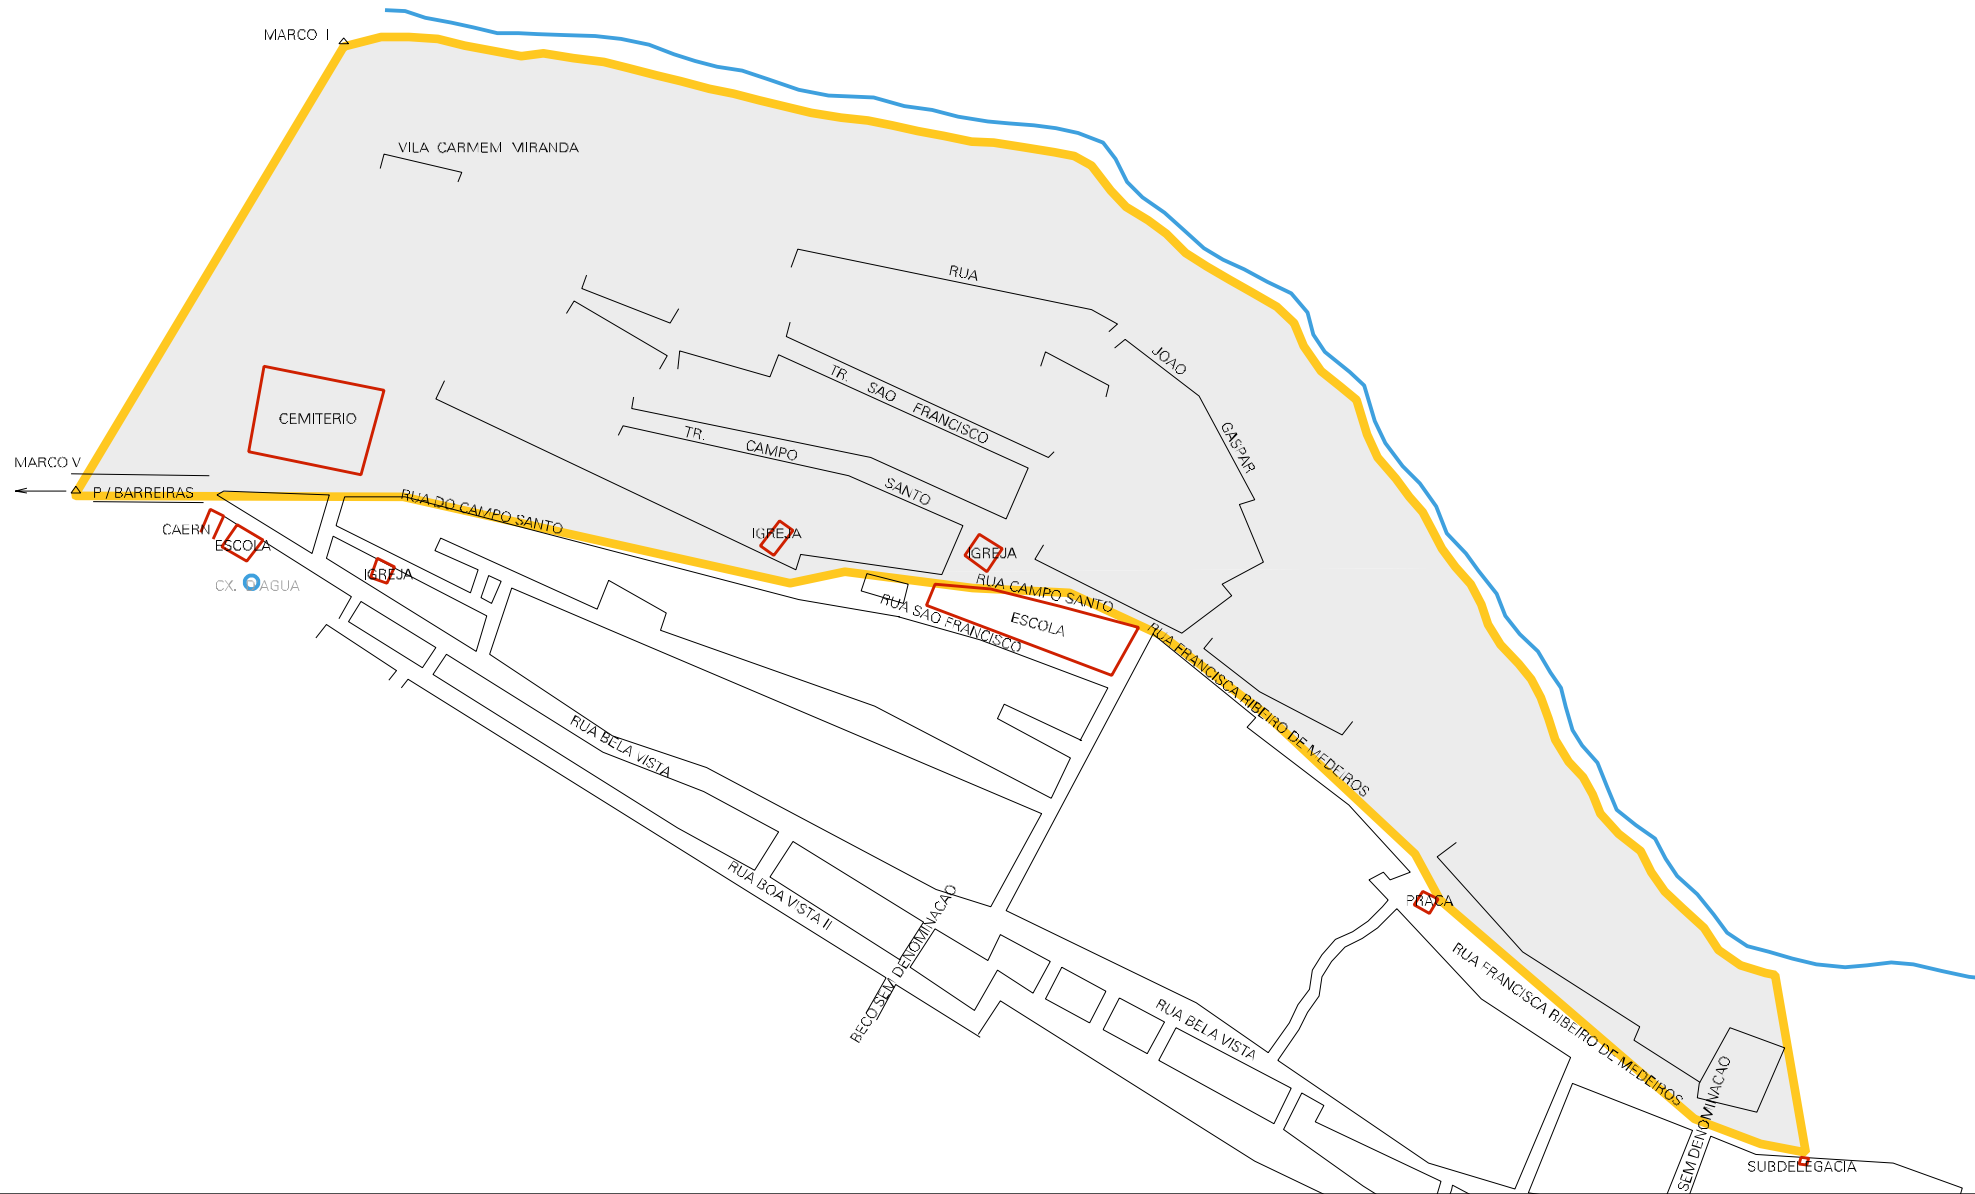 MARCO I
VILA CARMEM MIRANDA
RUA
JOAO
GASPAR
TR. SAO FRANCISCO
TR. CAMPO
SANTO
CEMITERIO
MARCO V
P / BARREIRAS
RUA DO CAMPO SANTO
CAERN
ESCOLA
IGREJA
CX. D'AGUA
IGREJA
IGREJA
RUA CAMPO SANTO
RUA SAO FRANCISCO
ESCOLA
RUA FRANCISCA RIBEIRO DE MEDEIROS
RUA BELA VISTA
RUA BOA VISTA II
BECO SEM DENOMINACAO
PRACA
RUA FRANCISCA RIBEIRO DE MEDEIROS
RUA BELA VISTA
SEM DENOMINACAO
SUBDELEGACIA